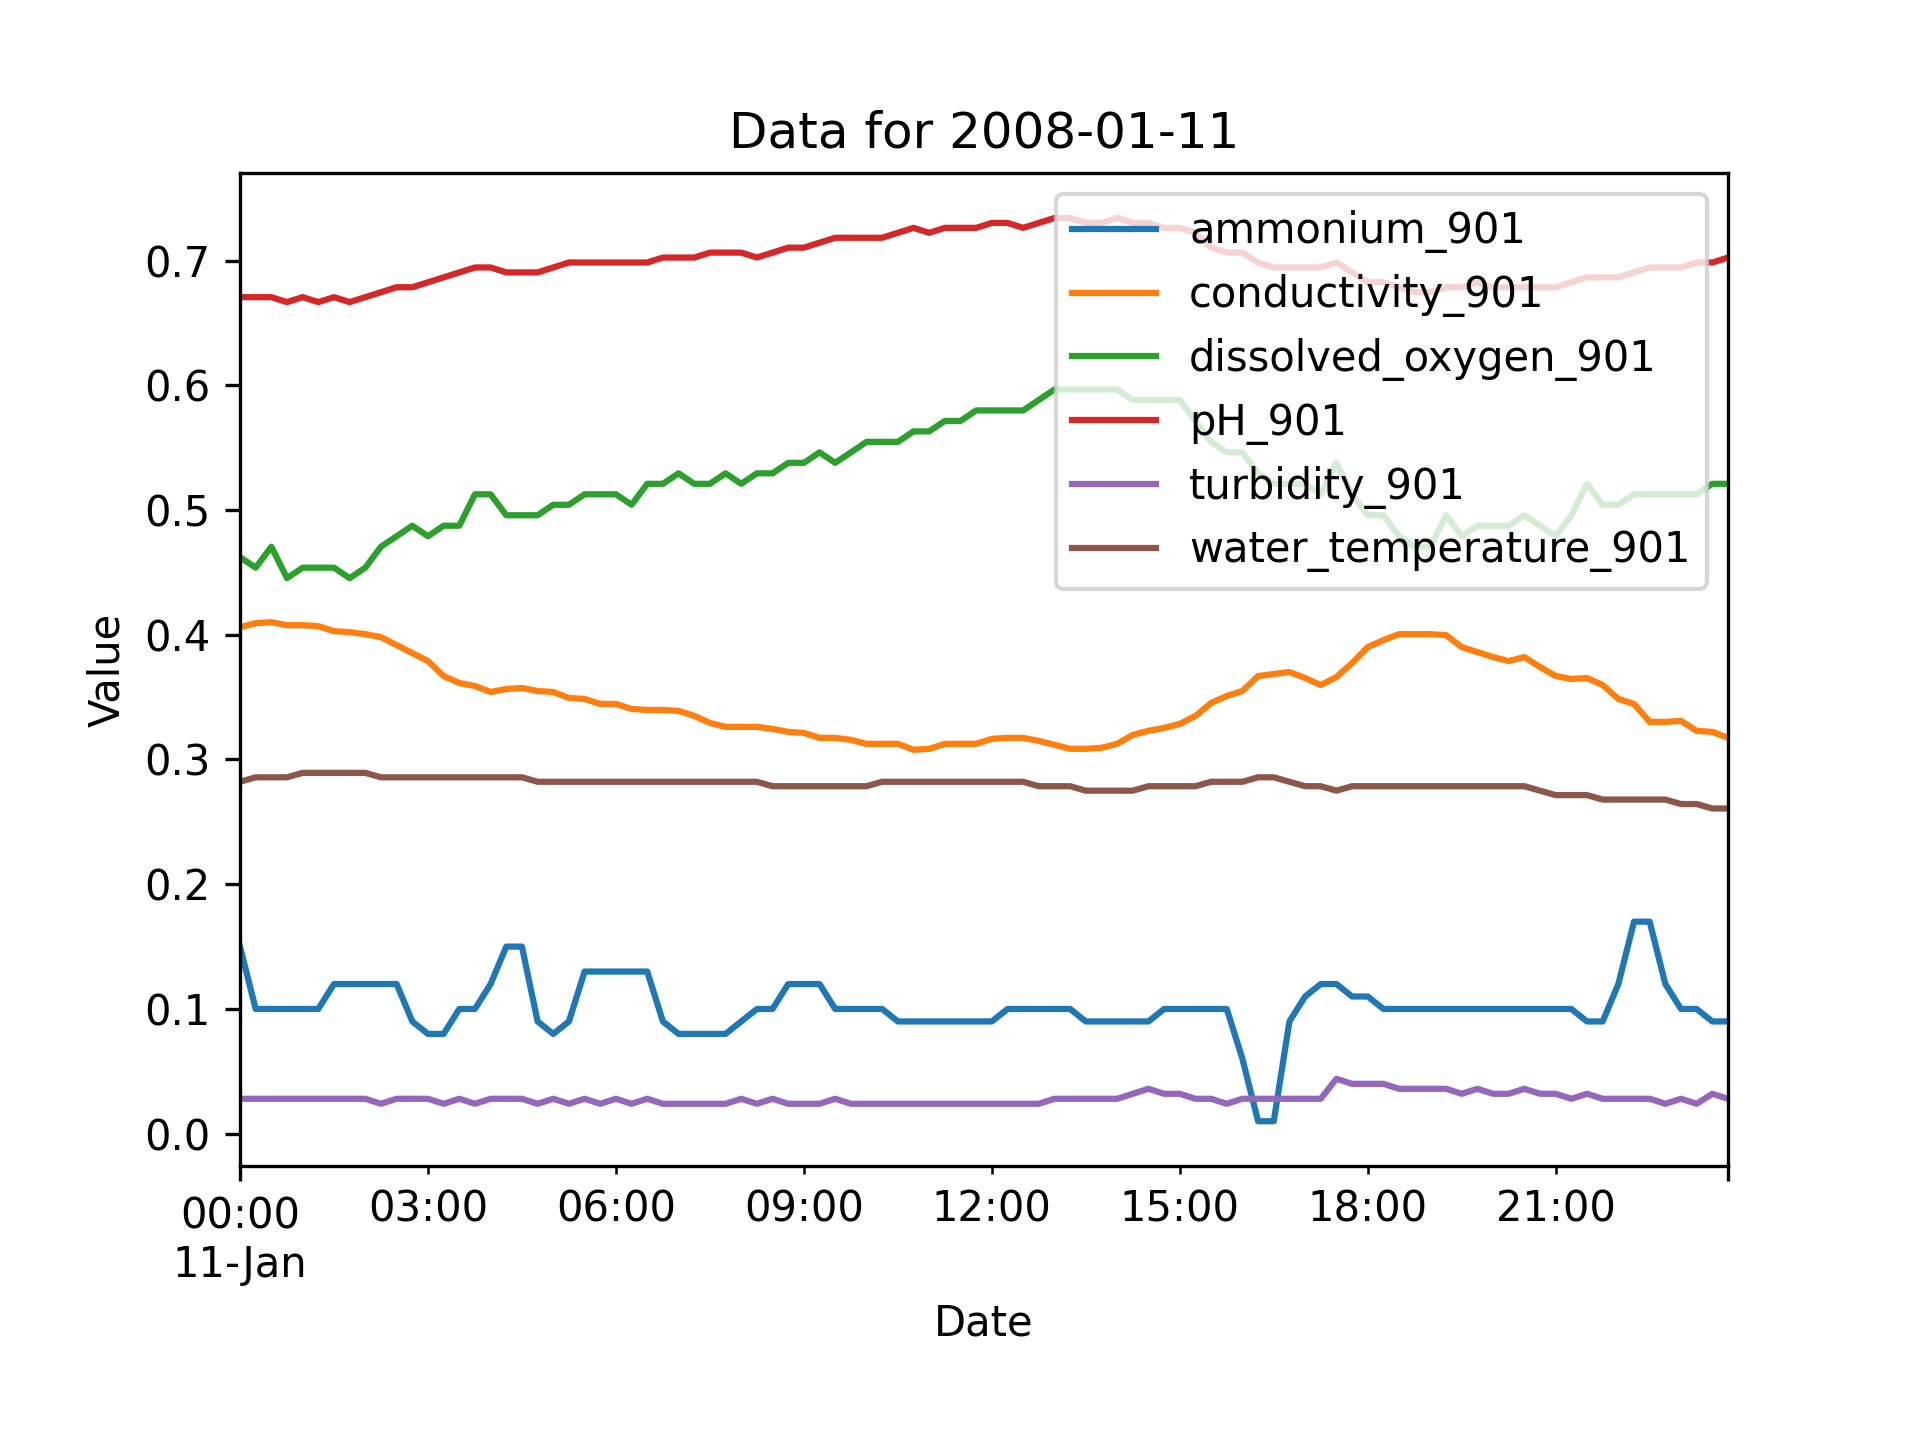 Data for 2008-01-11
ammonium_901
conductivity_901
dissolved_oxygen_901
pH_901
turbidity_901
water_temperature_901
Value
0.7
0.6
0.5
0.4
0.3
0.2
0.1
0.0
00:00 03:00 06:00 09:00 12:00 15:00 18:00 21:00
11-Jan
Date